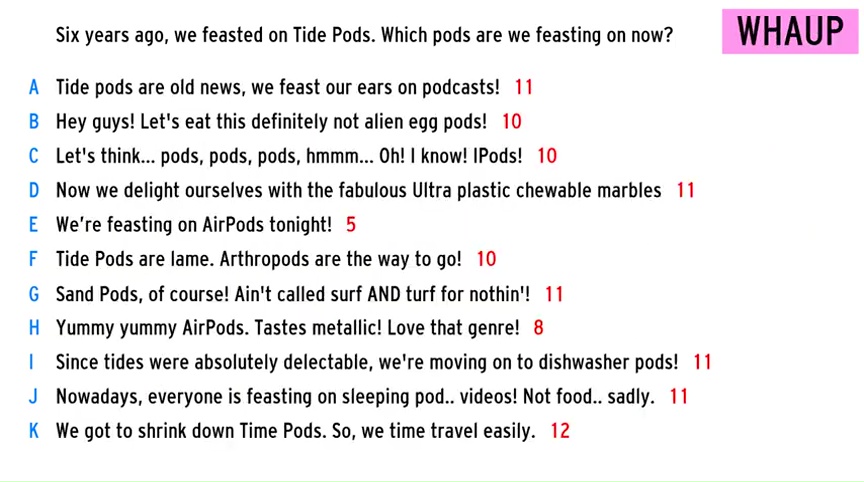 Six years ago, we feasted on Tide Pods. Which pods are we feasting on now?
WHAUP
A Tide pods are old news, we feast our ears on podcasts! 11
B Hey guys! Let's eat this definitely not alien egg pods! 10
C Let's think... pods, pods, pods, hmmm... Oh! I know! IPods! 10
D Now we delight ourselves with the fabulous Ultra plastic chewable marbles 11
E We're feasting on AirPods tonight! 5
F Tide Pods are lame. Arthropods are the way to go! 10
G Sand Pods, of course! Ain't called surf AND turf for nothin'! 11
H Yummy yummy AirPods. Tastes metallic! Love that genre! 8
I Since tides were absolutely delectable, we're moving on to dishwasher pods! 11
J Nowadays, everyone is feasting on sleeping pod.. videos! Not food.. sadly. 11
K We got to shrink down Time Pods. So, we time travel easily. 12